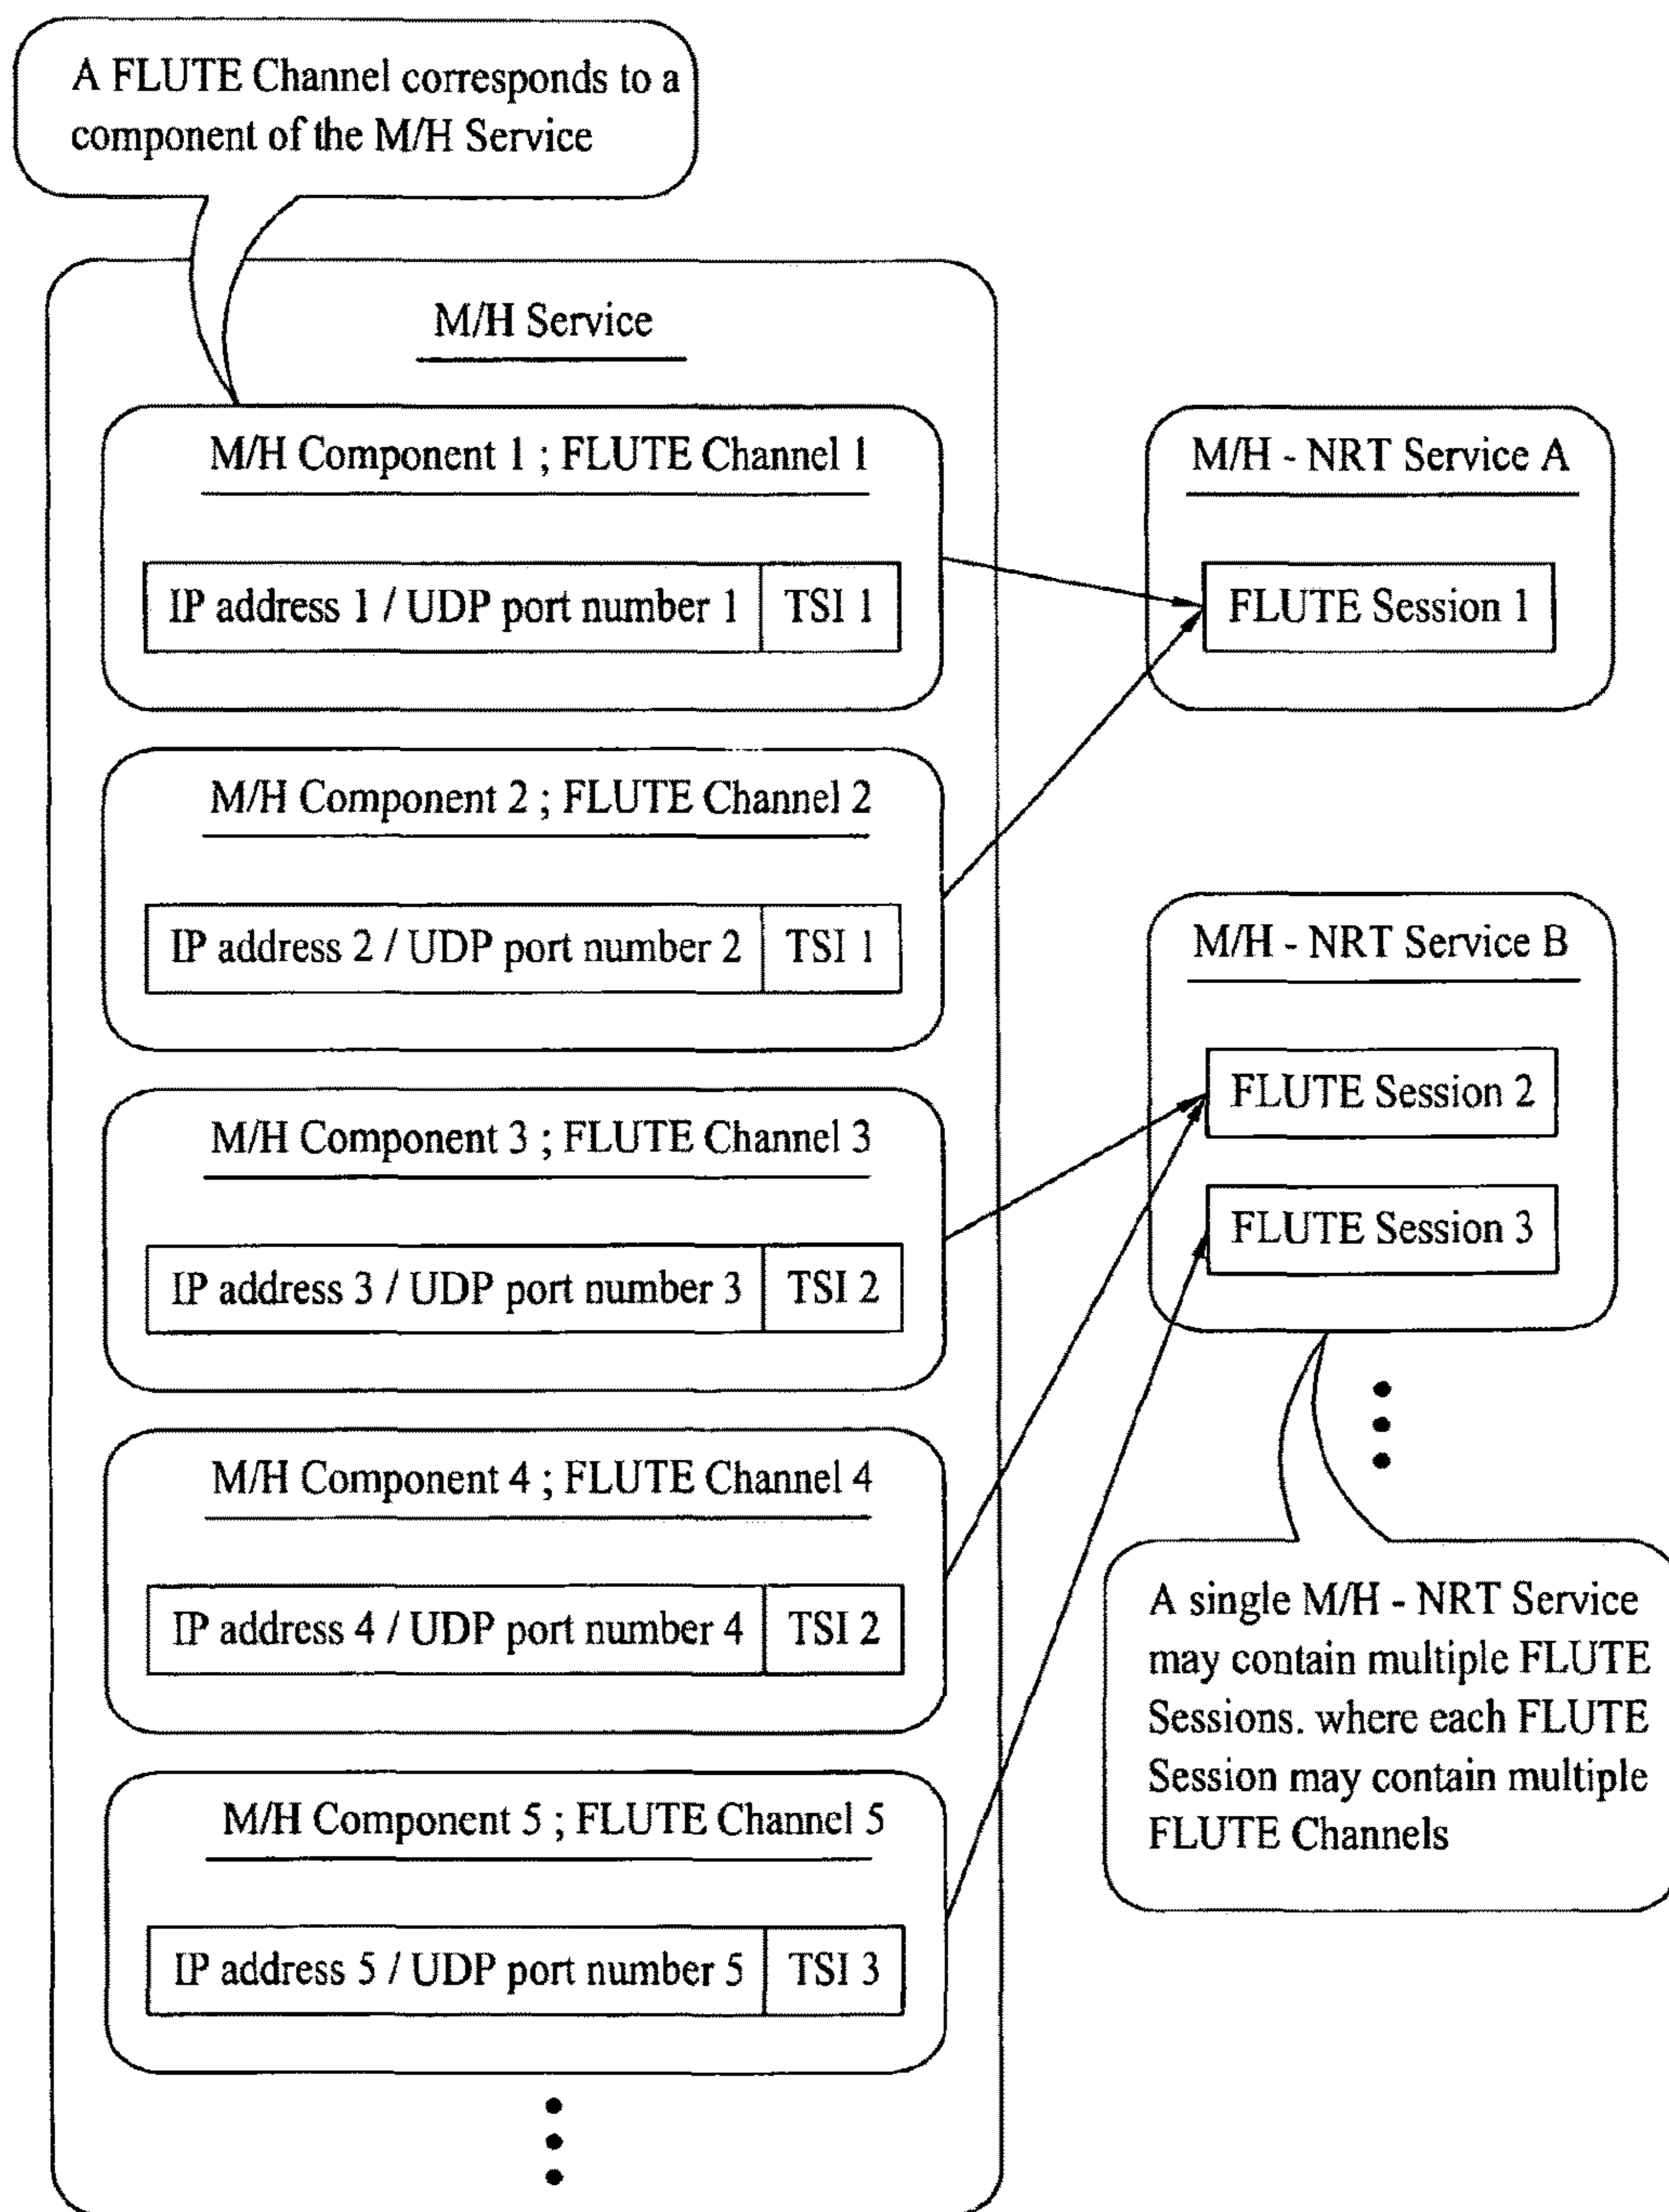 A FLUTE Channel corresponds to a
component of the M/H Service
M/H Service
M/H Component 1 ; FLUTE Channel 1
IP address 1 / UDP port number 1 TSI 1
M/H Component 2 ; FLUTE Channel 2
IP address 2 / UDP port number 2 TSI 1
M/H Component 3 ; FLUTE Channel 3
IP address 3 / UDP port number 3 TSI 2
M/H Component 4 ; FLUTE Channel 4
IP address 4 / UDP port number 4 TSI 2
M/H Component 5 ; FLUTE Channel 5
IP address 5 / UDP port number 5 TSI 3
M/H - NRT Service A
FLUTE Session 1
M/H - NRT Service B
FLUTE Session 2
FLUTE Session 3
A single M/H - NRT Service
may contain multiple FLUTE
Sessions. where each FLUTE
Session may contain multiple
FLUTE Channels